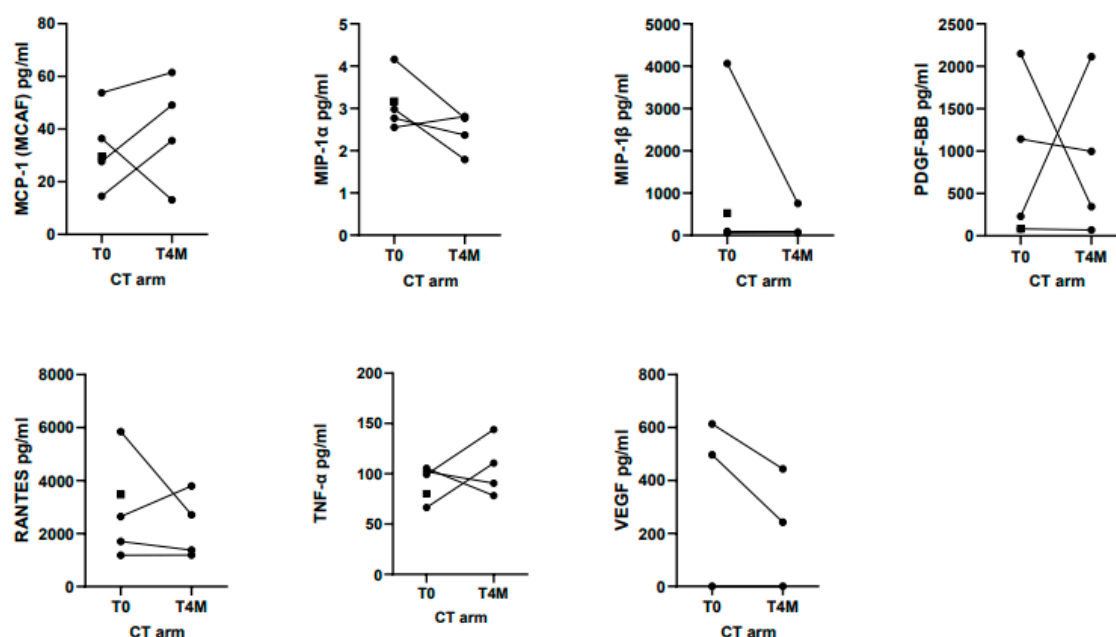 MCP-1 (MCAF) pg/ml
80
60
40
20
0
T0 T4M
CT arm
MIP-1α pg/ml
5
4
3
2
1
0
T0 T4M
CT arm
MIP-1β pg/ml
5000
4000
3000
2000
1000
0
T0 T4M
CT arm
PDGF-BB pg/ml
2500
2000
1500
1000
500
0
T0 T4M
CT arm
RANTES pg/ml
8000
6000
4000
2000
0
T0 T4M
CT arm
TNF-α pg/ml
200
150
100
50
0
T0 T4M
CT arm
VEGF pg/ml
800
600
400
200
0
T0 T4M
CT arm